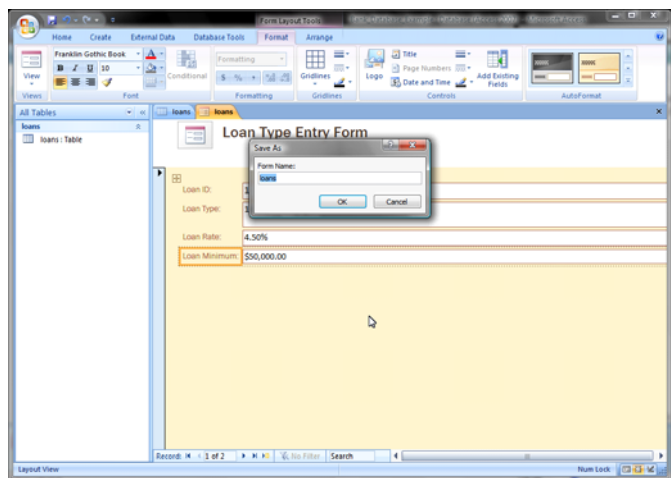 Form Layout Tools
Microsoft Access
Home Create External Data Database Tools Format Arrange
View
Views
Franklin Gothic Book
B I U 10
Font
Conditional
Formatting
$ %
Formatting
Gridlines
Gridlines
Logo
Title
Page Numbers
Date and Time
Add Existing Fields
Controls
AutoFormat
All Tables
loans
loans : Table
loans loans
Loan Type Entry Form
Save As
Form Name:
loans
OK Cancel
Loan ID:
Loan Type:
Loan Rate: 4.50%
Loan Minimum: $50,000.00
Record: 1 of 2 No Filter Search
Layout View Num Lock